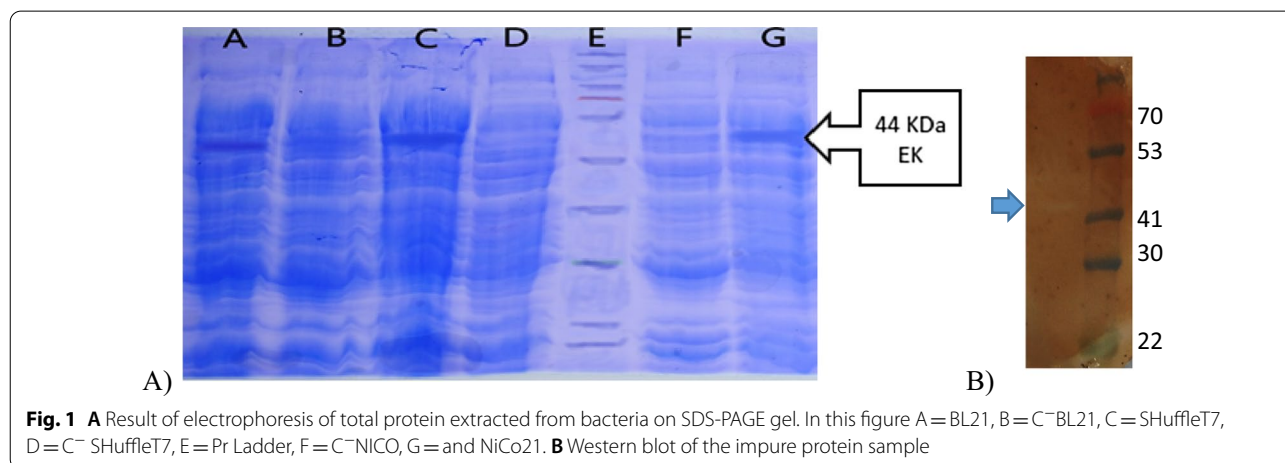 A B C D E F G
44 KDa
EK
70
53
41
30
22
A)
B)
Fig. 1 A Result of electrophoresis of total protein extracted from bacteria on SDS-PAGE gel. In this figure A = BL21, B = C⁻BL21, C = SHuffleT7,
D = C⁻ SHuffleT7, E = Pr Ladder, F = C⁻NICO, G = and NiCo21. B Western blot of the impure protein sample